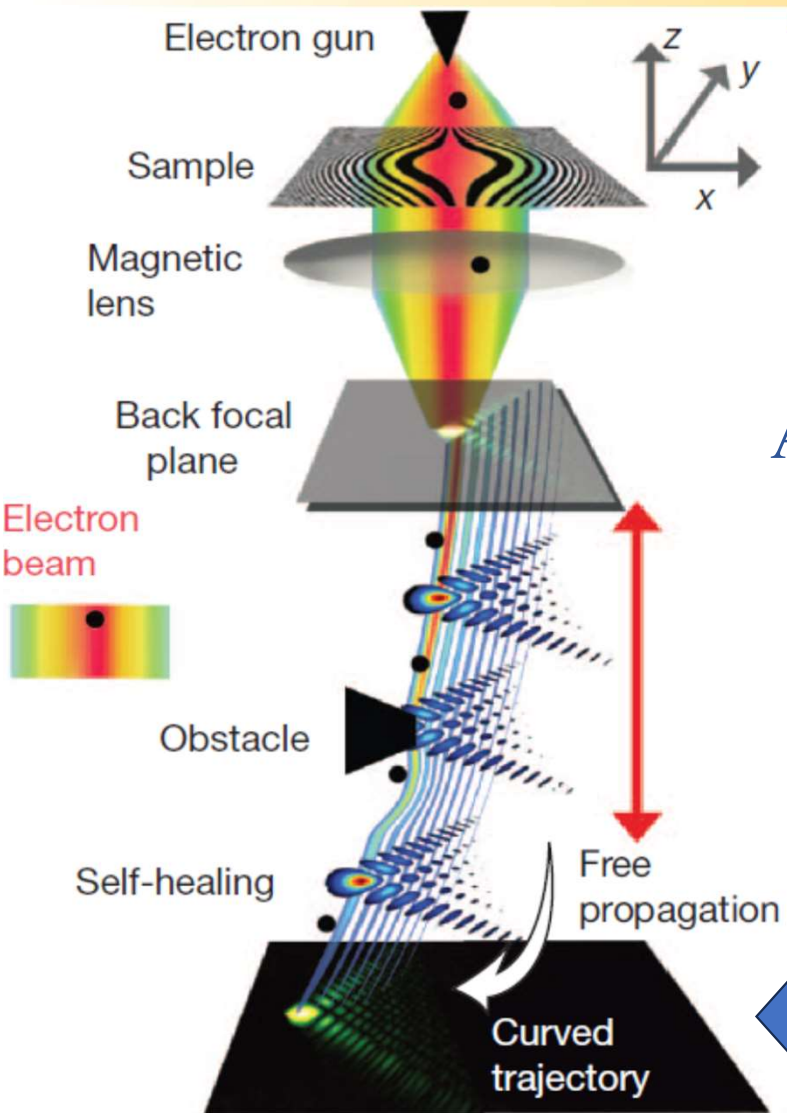 Electron gun
z
y
x
Sample
Magnetic
lens
Back focal
plane
A
Electron
beam
Obstacle
Self-healing
Free
propagation
Curved
trajectory